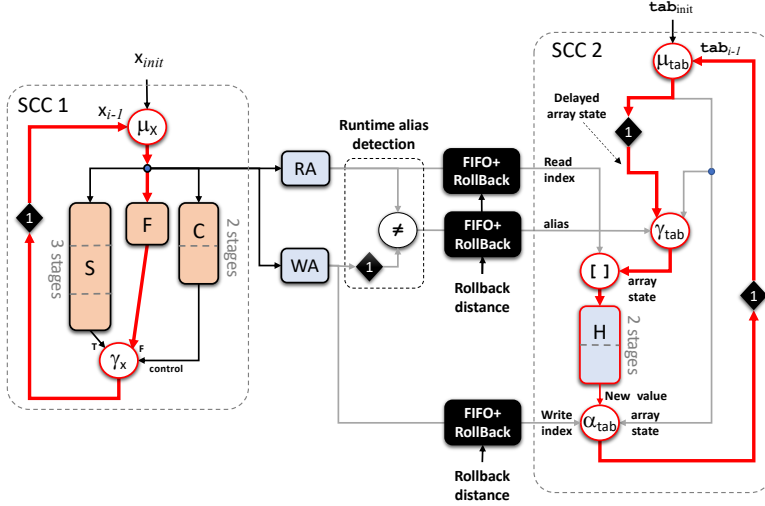 tab_init
x_init
SCC 2
μ_tab
tab_i-1
SCC 1
x_i-1
μ_x
Delayed
array state
1
Runtime alias
detection
RA
FIFO+
RollBack
Read
index
F
C
2 stages
S
3 stages
1
≠
FIFO+
RollBack
alias
γ_tab
WA
1
Rollback
distance
[ ]
array
state
1
H
2 stages
T
F
γ_x
control
New value
FIFO+
RollBack
Write
index
α_tab
array
state
Rollback
distance